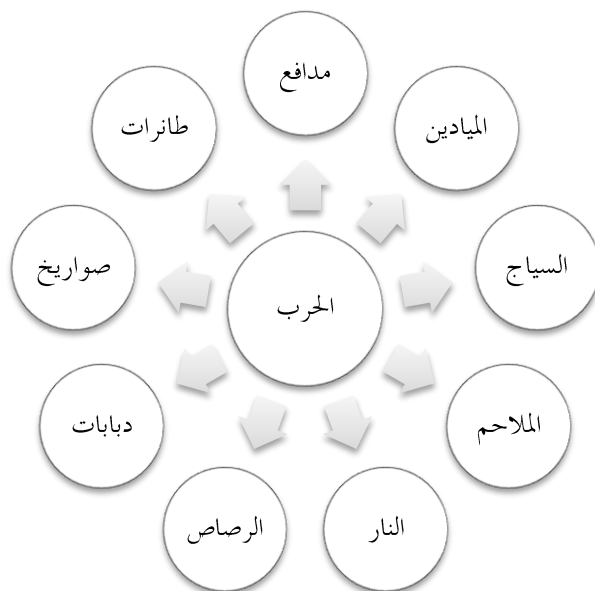 مدافع
الميادين
السياج
الملاحم
النار
الرصاص
دبابات
صواريخ
طائرات
الحرب